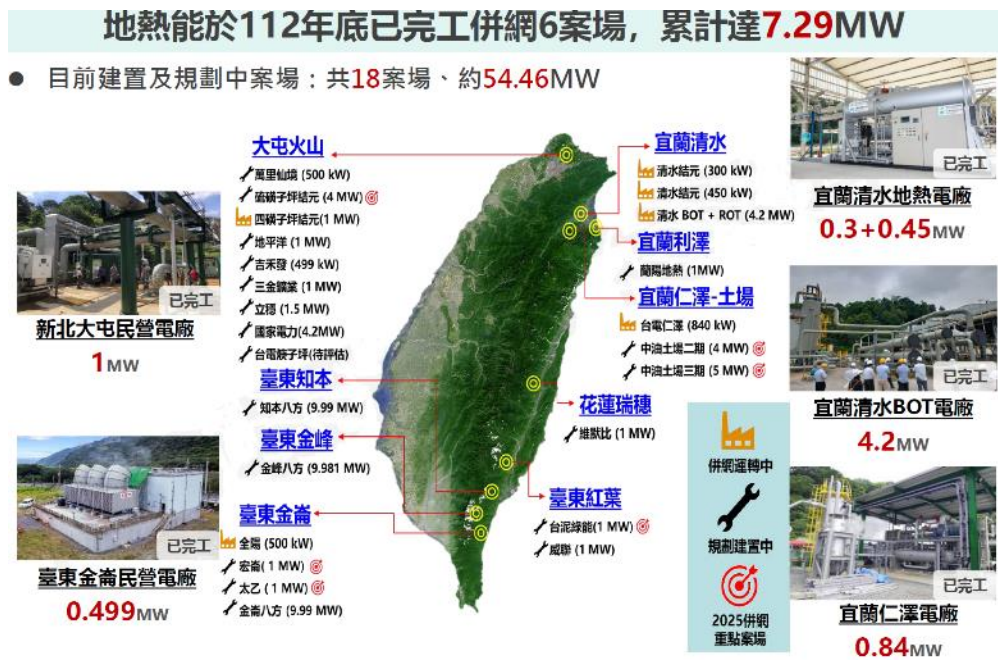 地熱能於112年底已完工併網6案場，累計達7.29MW
● 目前建置及規劃中案場：共18案場、約54.46MW
大屯火山
萬里仙境 (500 kW)
硫磺子坪結元 (4 MW)
四磺子坪結元(1 MW)
地平洋 (1 MW)
吉禾發 (499 kW)
三金鑛業 (1 MW)
立穩 (1.5 MW)
國家電力(4.2MW)
台電硫子坪(待評估)
臺東知本
知本八方 (9.99 MW)
臺東金峰
金峰八方 (9.981 MW)
臺東金崙
全陽 (500 kW)
宏崙( 1 MW)
太乙 ( 1 MW)
金崙八方 (9.99 MW)
宜蘭清水
清水結元 (300 kW)
清水結元 (450 kW)
清水 BOT + ROT (4.2 MW)
宜蘭利澤
蘭陽地熱 (1MW)
宜蘭仁澤-土場
台電仁澤 (840 kW)
中油土場二期 (4 MW)
中油土場三期 (5 MW)
花蓮瑞穗
維默比 (1 MW)
臺東紅葉
台泥綠能(1 MW)
威聯 (1 MW)
已完工
新北大屯民營電廠
1MW
已完工
臺東金崙民營電廠
0.499MW
已完工
宜蘭清水地熱電廠
0.3+0.45MW
已完工
宜蘭清水BOT電廠
4.2MW
已完工
宜蘭仁澤電廠
0.84MW
併網運轉中
規劃建置中
2025併網
重點案場